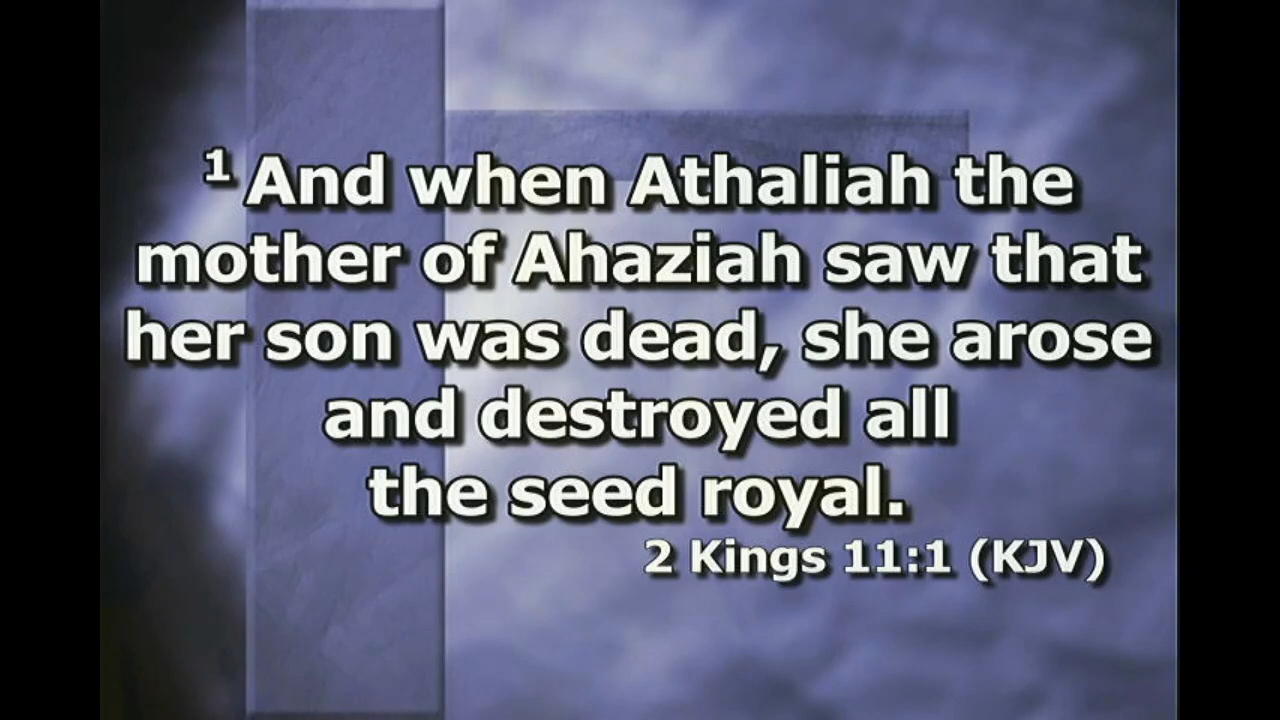 1 And when Athaliah the
mother of Ahaziah saw that
her son was dead, she arose
and destroyed all
the seed royal.
2 Kings 11:1 (KJV)